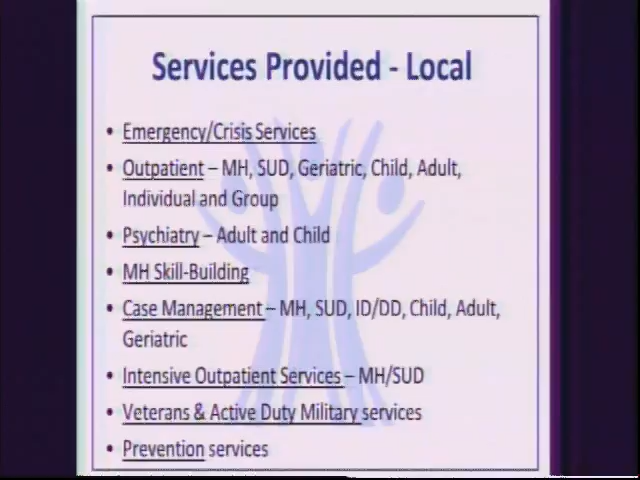 Services Provided - Local
• Emergency/Crisis Services
• Outpatient – MH, SUD, Geriatric, Child, Adult,
Individual and Group
• Psychiatry – Adult and Child
• MH Skill-Building
• Case Management – MH, SUD, ID/DD, Child, Adult,
Geriatric
• Intensive Outpatient Services – MH/SUD
• Veterans & Active Duty Military services
• Prevention services